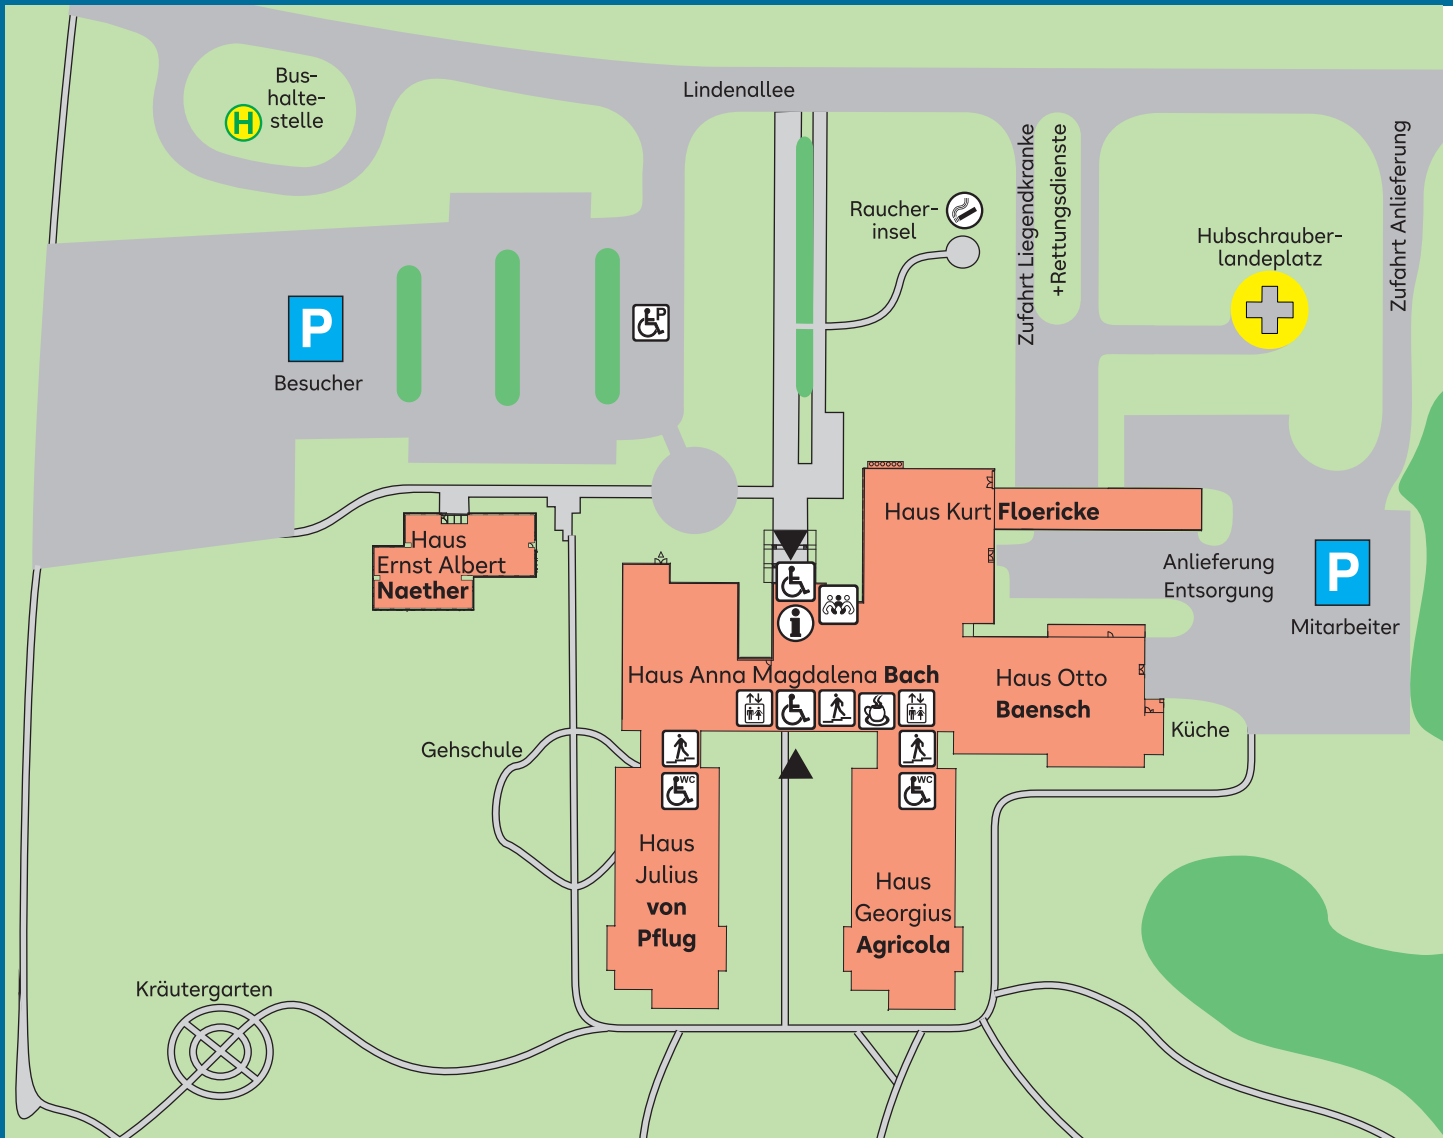 Bus-
halte-
stelle
H
Lindenallee
Raucher-
insel
Zufahrt Liegendkranke
+Rettungsdienste
Hubschrauber-
landeplatz
Zufahrt Anlieferung
P
Besucher
P
Haus Kurt Floericke
Haus
Ernst Albert
Naether
Anlieferung
Entsorgung
P
Mitarbeiter
i
Haus Anna Magdalena Bach
Haus Otto
Baensch
Küche
Gehschule
WC
WC
Haus
Julius
von
Pflug
Haus
Georgius
Agricola
Kräutergarten